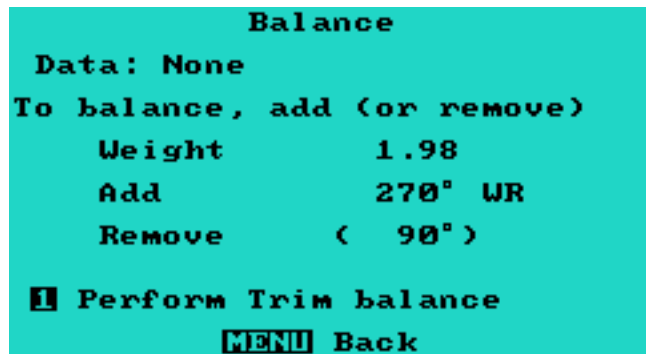 Balance
Data: None
To balance, add (or remove)
Weight 1.98
Add 270° WR
Remove ( 90°)
1 Perform Trim balance
MENU Back